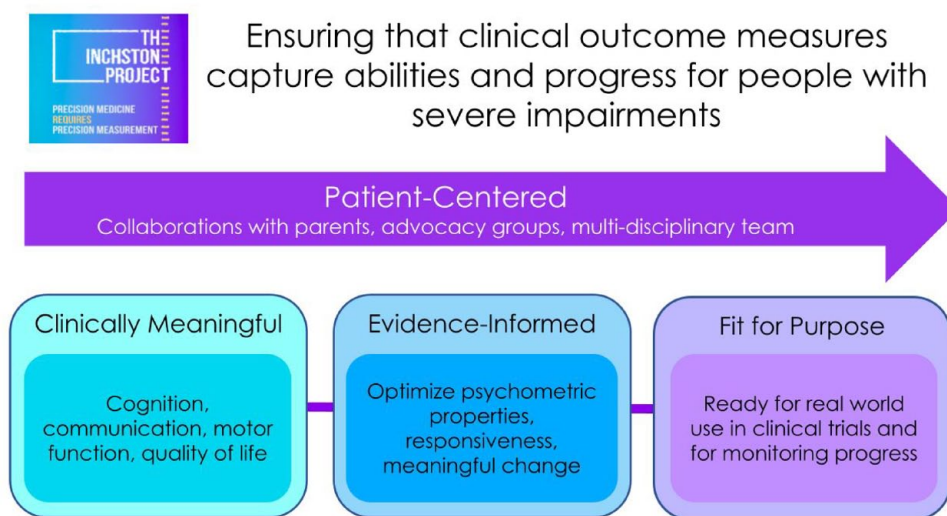 TH
INCHSTON
PROJECT
PRECISION MEDICINE
REQUIRES
PRECISION MEASUREMENT
Ensuring that clinical outcome measures
capture abilities and progress for people with
severe impairments
Patient-Centered
Collaborations with parents, advocacy groups, multi-disciplinary team
Clinically Meaningful
Cognition,
communication, motor
function, quality of life
Evidence-Informed
Optimize psychometric
properties,
responsiveness,
meaningful change
Fit for Purpose
Ready for real world
use in clinical trials and
for monitoring progress